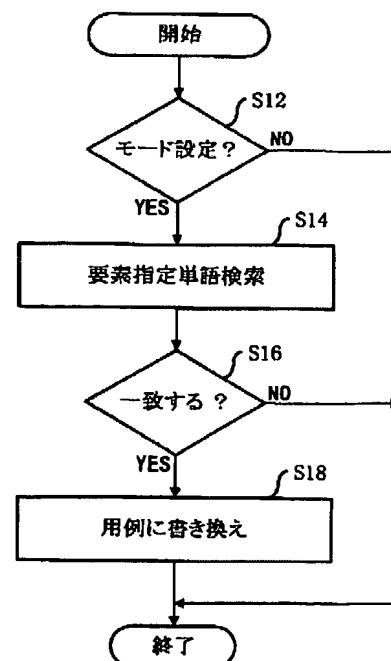 開始
S12
モード設定？
NO
YES
S14
要素指定単語検索
S16
一致する？
NO
YES
S18
用例に書き換え
終了